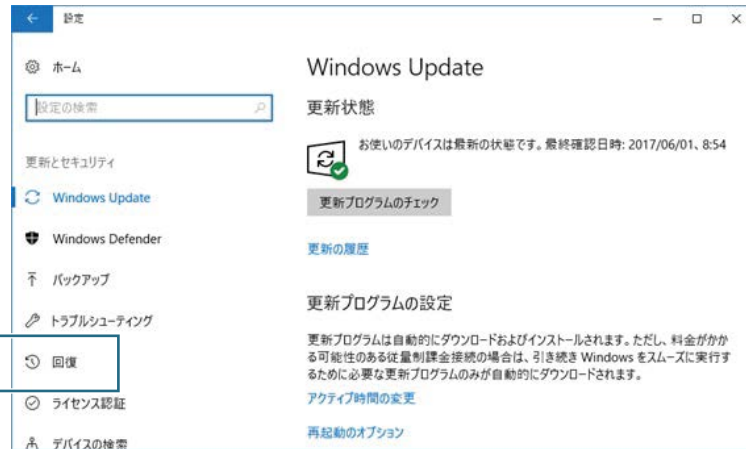 設定
ホーム
設定の検索
更新とセキュリティ
Windows Update
Windows Defender
バックアップ
トラブルシューティング
回復
ライセンス認証
デバイスの検索
Windows Update
更新状態
お使いのデバイスは最新の状態です。最終確認日時: 2017/06/01、8:54
更新プログラムのチェック
更新の履歴
更新プログラムの設定
更新プログラムは自動的にダウンロードおよびインストールされます。ただし、料金がかか
る可能性のある従量制課金接続の場合は、引き続き Windows をスムーズに実行す
るために必要な更新プログラムのみが自動的にダウンロードされます。
アクティブ時間の変更
再起動のオプション